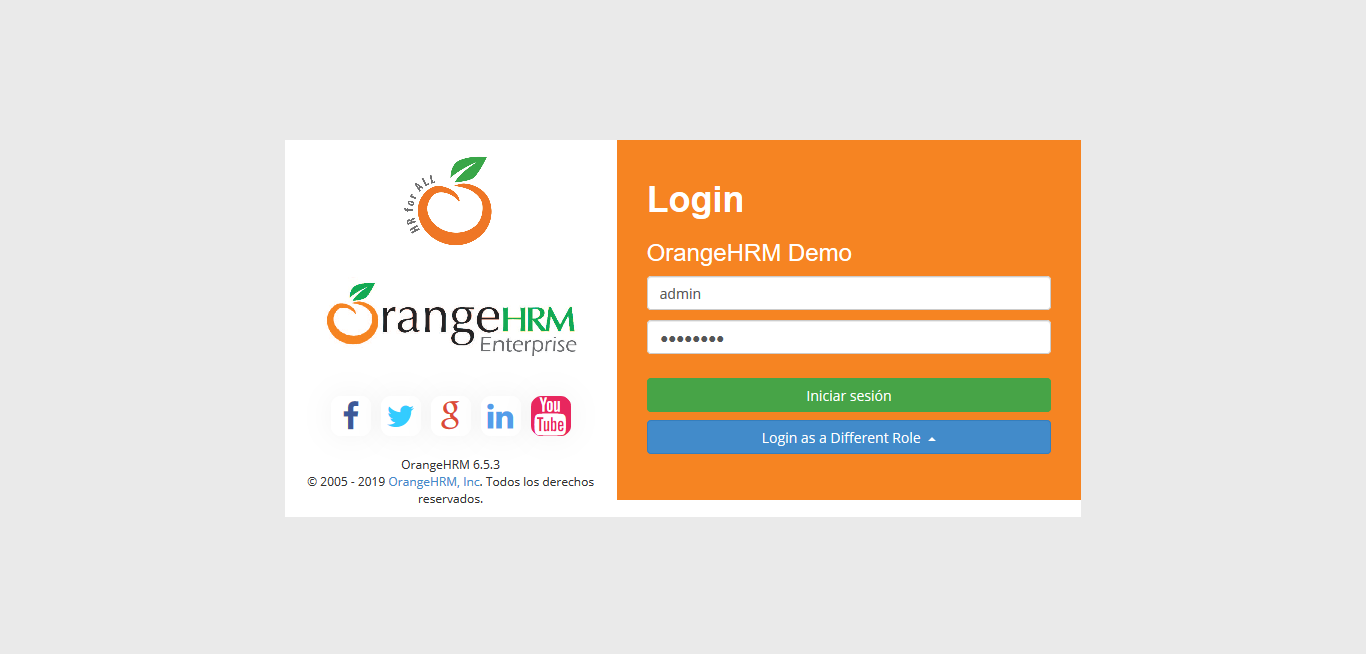 HR for ALL
OrangeHRM
Enterprise
f
g
in
You
Tube
OrangeHRM 6.5.3
© 2005 - 2019 OrangeHRM, Inc. Todos los derechos
reservados.
Login
OrangeHRM Demo
admin
••••••••
Iniciar sesión
Login as a Different Role